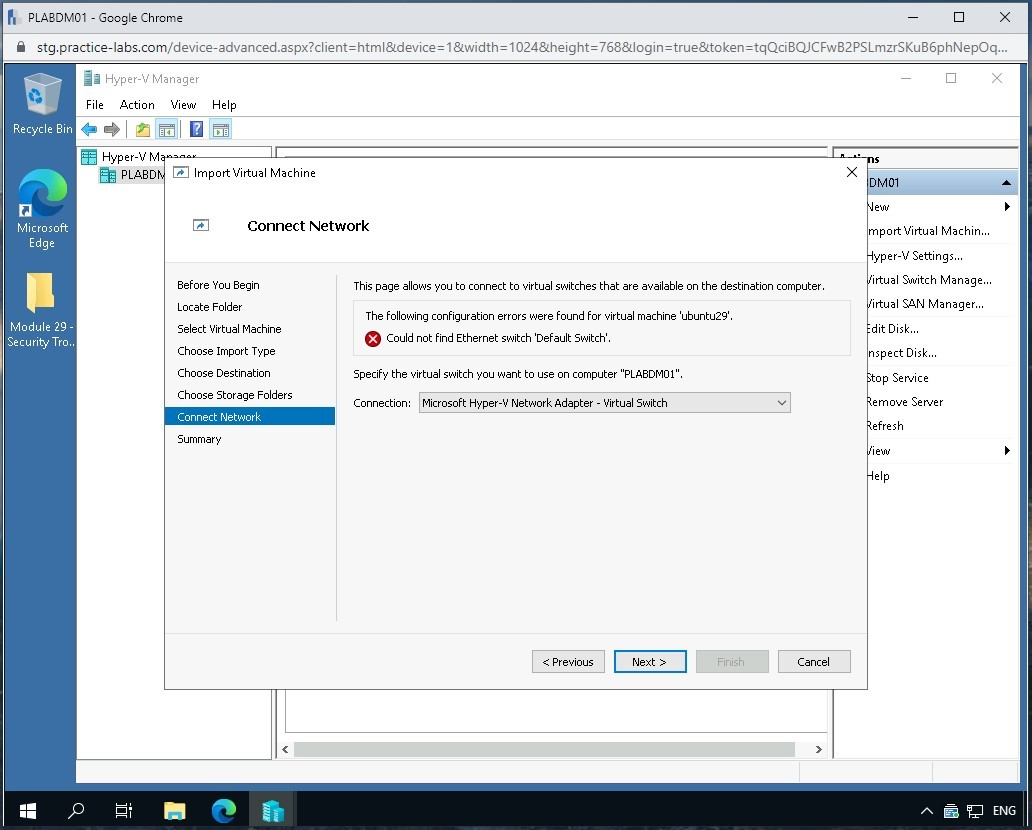 PLABDM01 - Google Chrome
stg.practice-labs.com/device-advanced.aspx?client=html&device=1&width=1024&height=768&login=true&token=tqQciBQJCFwB2PSLmzrSKuB6phNepOq...
Recycle Bin
Microsoft
Edge
Module 29 -
Security Tro...
Hyper-V Manager
File Action View Help
Hyper-V Manager
PLABDM
Import Virtual Machine
Connect Network
Before You Begin
Locate Folder
Select Virtual Machine
Choose Import Type
Choose Destination
Choose Storage Folders
Connect Network
Summary
This page allows you to connect to virtual switches that are available on the destination computer.
The following configuration errors were found for virtual machine 'ubuntu29'.
Could not find Ethernet switch 'Default Switch'.
Specify the virtual switch you want to use on computer "PLABDM01".
Connection: Microsoft Hyper-V Network Adapter - Virtual Switch
< Previous Next > Finish Cancel
Actions
BDM01
New
mport Virtual Machin...
Hyper-V Settings...
Virtual Switch Manage...
Virtual SAN Manager...
Edit Disk...
nspect Disk...
Stop Service
Remove Server
Refresh
View
Help
ENG